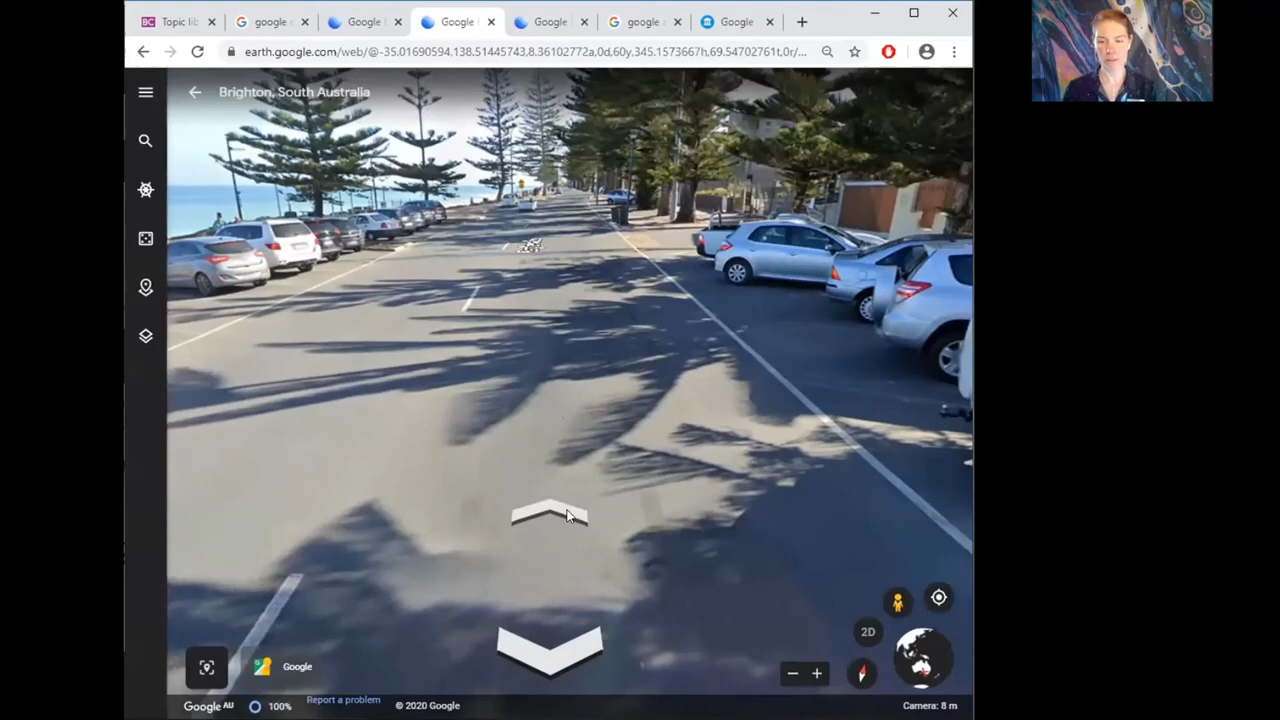 Topic lib
google
Google
Google
Google
google
Google
earth.google.com/web/@-35.01790594,138.51445743,8.36102772a,0d,60y,345.1573667h,69.54702761t,0r/...
Brighton, South Australia
2D
Google
Google AU
100%
Report a problem
© 2020 Google
Camera: 8 m